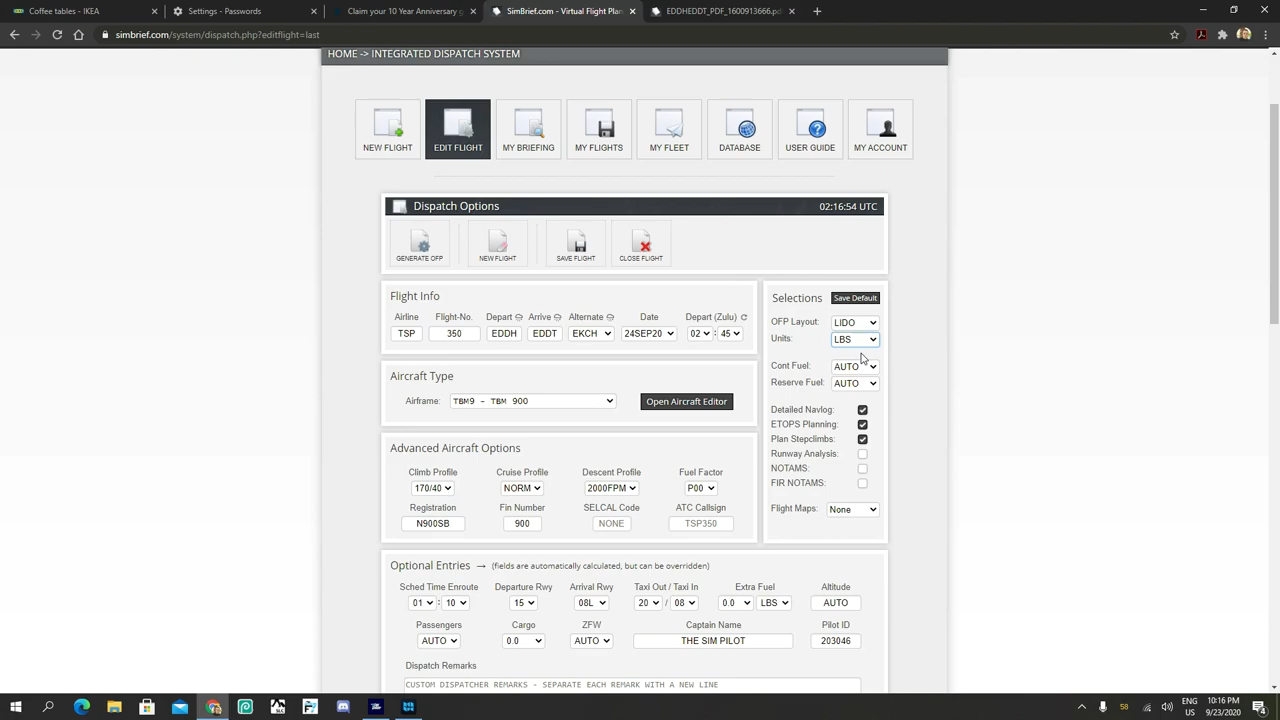 Coffee tables - IKEA
Settings - Passwords
Claim your 10 Year Anniversary
SimBrief.com - Virtual Flight Plan
EDDHEDDT_PDF_1600913666.pd
simbrief.com/system/dispatch.php?editflight=last
HOME -> INTEGRATED DISPATCH SYSTEM
NEW FLIGHT
EDIT FLIGHT
MY BRIEFING
MY FLIGHTS
MY FLEET
DATABASE
USER GUIDE
MY ACCOUNT
Dispatch Options
02:16:54 UTC
GENERATE OFP
NEW FLIGHT
SAVE FLIGHT
CLOSE FLIGHT
Flight Info
Airline Flight-No. Depart Arrive Alternate Date Depart (Zulu)
TSP 350 EDDH EDDT EKCH 24SEP20 02 : 45
Selections Save Default
OFP Layout: LIDO
Units: LBS
Cont Fuel: AUTO
Reserve Fuel: AUTO
Detailed Navlog:
ETOPS Planning:
Plan Stepclimbs:
Runway Analysis:
NOTAMS:
FIR NOTAMS:
Flight Maps: None
Aircraft Type
Airframe: TBM9 - TBM 900 Open Aircraft Editor
Advanced Aircraft Options
Climb Profile Cruise Profile Descent Profile Fuel Factor
170/40 NORM 2000FPM P00
Registration Fin Number SELCAL Code ATC Callsign
N900SB 900 NONE TSP350
Optional Entries → (fields are automatically calculated, but can be overridden)
Sched Time Enroute Departure Rwy Arrival Rwy Taxi Out / Taxi In Extra Fuel Altitude
01 : 10 15 08L 20 / 08 0.0 LBS AUTO
Passengers Cargo ZFW Captain Name Pilot ID
AUTO 0.0 AUTO THE SIM PILOT 203046
Dispatch Remarks
CUSTOM DISPATCHER REMARKS - SEPARATE EACH REMARK WITH A NEW LINE
58
ENG
US
10:16 PM
9/23/2020
4